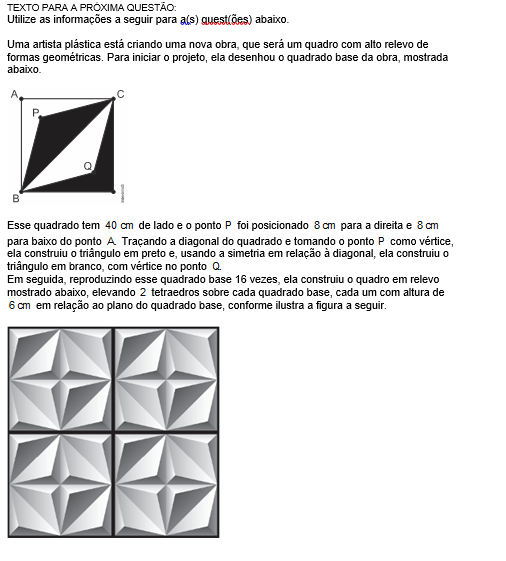 TEXTO PARA A PRÓXIMA QUESTÃO:
Utilize as informações a seguir para a(s) quest(ões) abaixo.
Uma artista plástica está criando uma nova obra, que será um quadro com alto relevo de
formas geométricas. Para iniciar o projeto, ela desenhou o quadrado base da obra, mostrada
abaixo.
A
C
P
Q
B
Esse quadrado tem 40 cm de lado e o ponto P foi posicionado 8 cm para a direita e 8 cm
para baixo do ponto A. Traçando a diagonal do quadrado e tomando o ponto P como vértice,
ela construiu o triângulo em preto e, usando a simetria em relação à diagonal, ela construiu o
triângulo em branco, com vértice no ponto Q.
Em seguida, reproduzindo esse quadrado base 16 vezes, ela construiu o quadro em relevo
mostrado abaixo, elevando 2 tetraedros sobre cada quadrado base, cada um com altura de
6 cm em relação ao plano do quadrado base, conforme ilustra a figura a seguir.